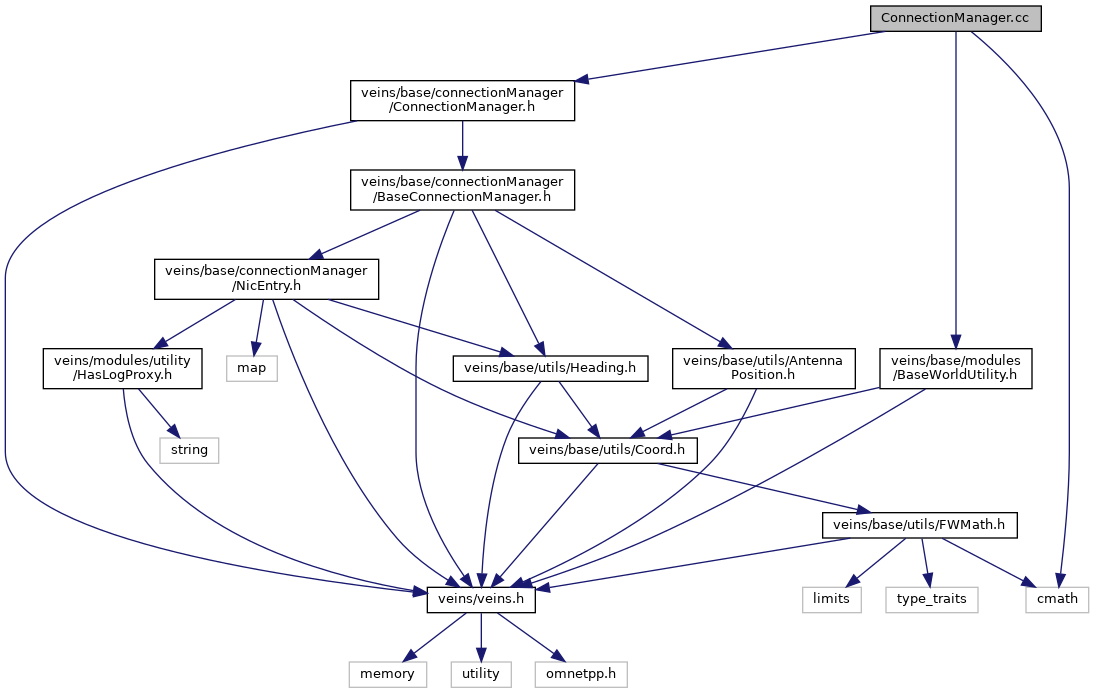 ConnectionManager.cc
veins/base/connectionManager
/ConnectionManager.h
veins/base/connectionManager
/BaseConnectionManager.h
veins/base/connectionManager
/NicEntry.h
veins/modules/utility
/HasLogProxy.h
map
veins/base/utils/Heading.h
veins/base/utils/Antenna
Position.h
veins/base/modules
/BaseWorldUtility.h
string
veins/base/utils/Coord.h
veins/base/utils/FWMath.h
veins/veins.h
limits
type_traits
cmath
memory
utility
omnetpp.h